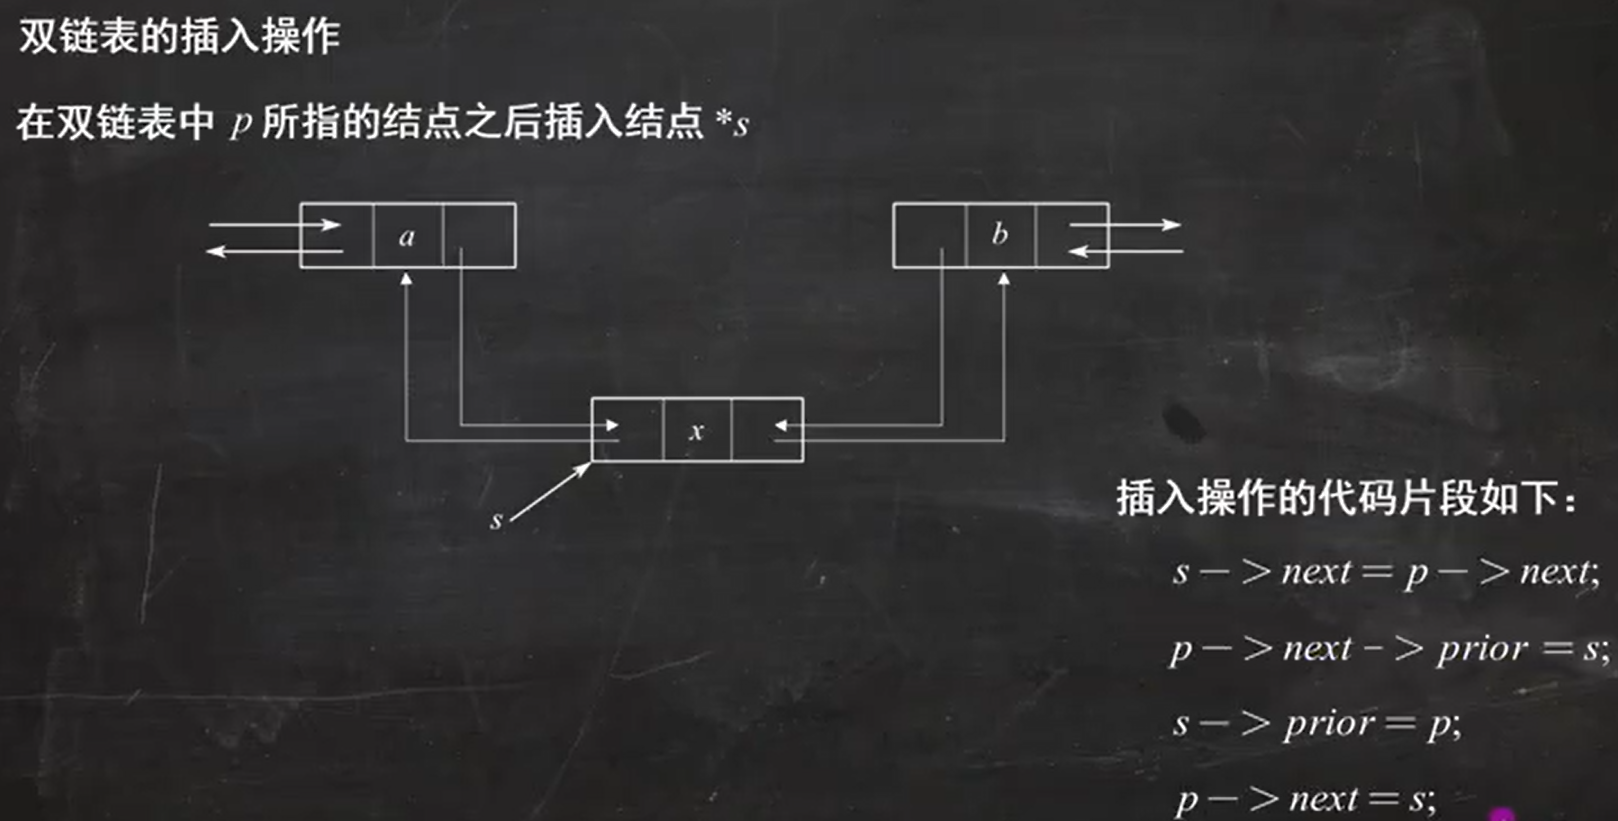 双链表的插入操作
在双链表中 p 所指的结点之后插入结点 *s
a
b
x
s
插入操作的代码片段如下：
s－＞next＝p－＞next;
p－＞next－＞prior＝s;
s－＞prior＝p;
p－＞next＝s;